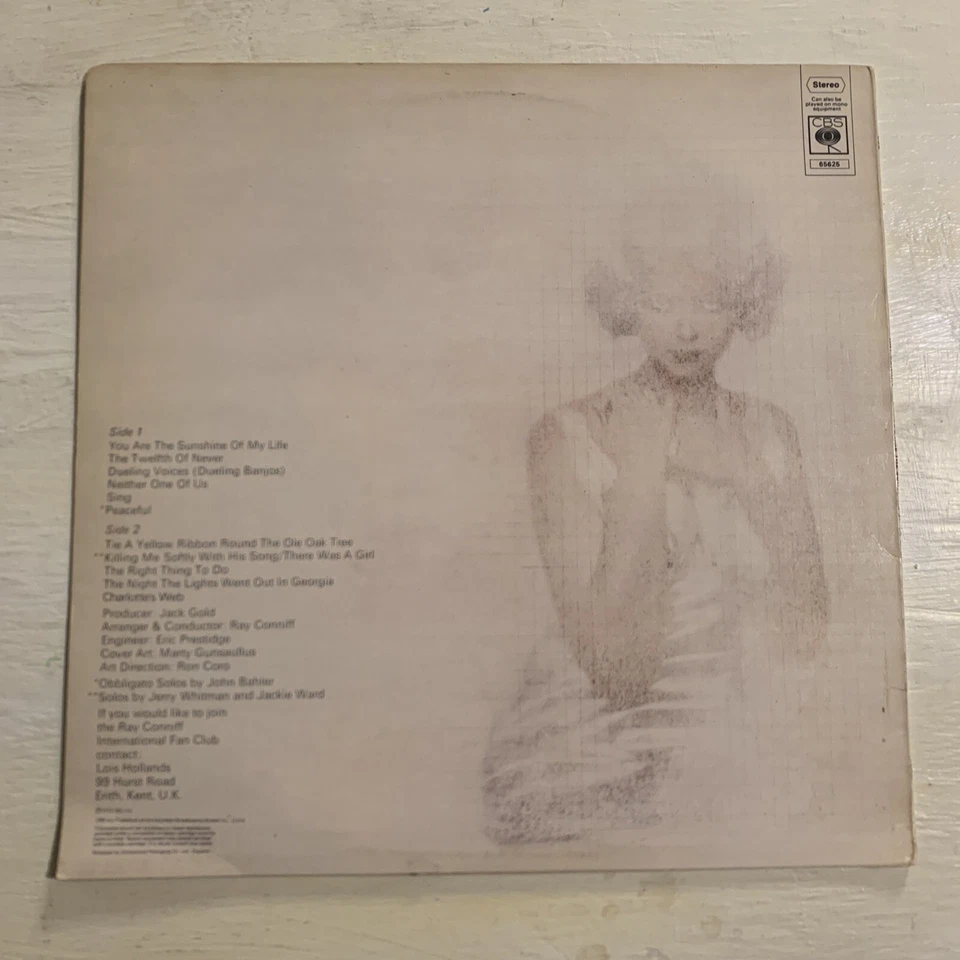 Stereo
Can also be
played on mono
equipment
CBS
65625
Side 1
You Are The Sunshine Of My Life
The Twelfth Of Never
Dueling Voices (Dueling Banjos)
Neither One Of Us
Sing
*Peaceful
Side 2
Tie A Yellow Ribbon Round The Ole Oak Tree
**Killing Me Softly With His Song/There Was A Girl
The Right Thing To Do
The Night The Lights Went Out In Georgia
Charlotte's Web
Producer: Jack Gold
Arranger & Conductor: Ray Conniff
Engineer: Eric Prestidge
Cover Art: Marty Gunsaullus
Art Direction: Ron Coro
*Obbligato Solos by John Bahler
**Solos by Jerry Whitman and Jackie Ward
If you would like to join
the Ray Conniff
International Fan Club
contact:
Lois Hollands
99 Hurst Road
Erith, Kent, U.K.